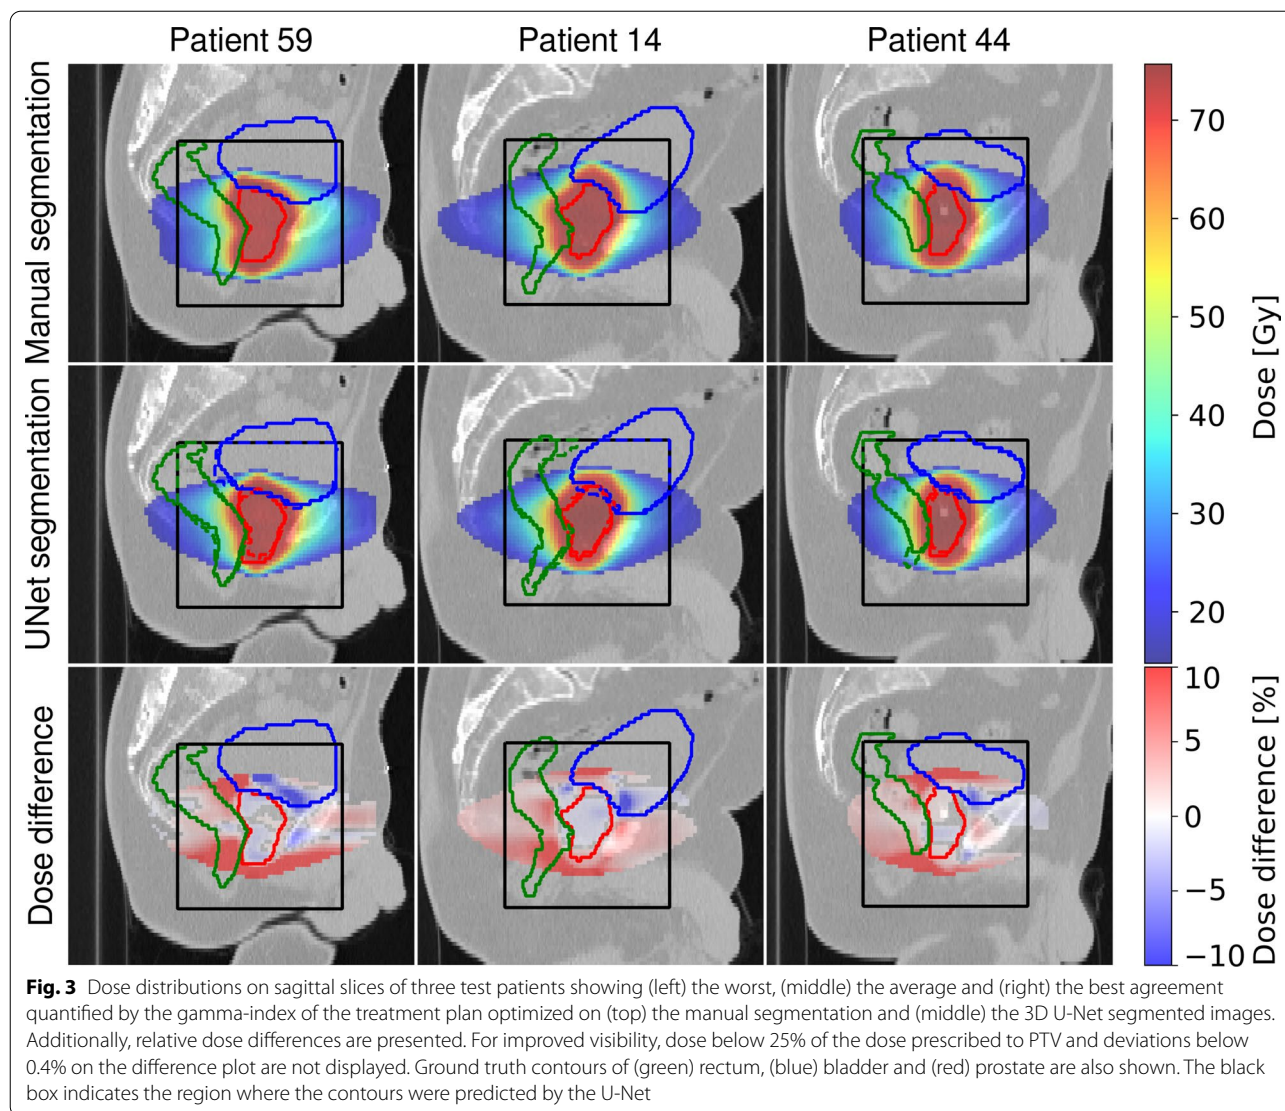 Patient 59
Patient 14
Patient 44
Manual segmentation
UNet segmentation
Dose difference
70
60
50
40
30
20
Dose [Gy]
10
5
0
−5
−10
Dose difference [%]
Fig. 3 Dose distributions on sagittal slices of three test patients showing (left) the worst, (middle) the average and (right) the best agreement
quantified by the gamma-index of the treatment plan optimized on (top) the manual segmentation and (middle) the 3D U-Net segmented images.
Additionally, relative dose differences are presented. For improved visibility, dose below 25% of the dose prescribed to PTV and deviations below
0.4% on the difference plot are not displayed. Ground truth contours of (green) rectum, (blue) bladder and (red) prostate are also shown. The black
box indicates the region where the contours were predicted by the U-Net